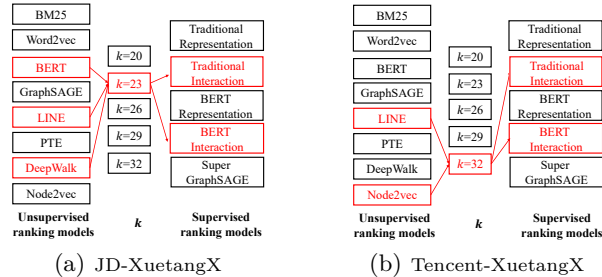 BM25
Word2vec
BERT
GraphSAGE
LINE
PTE
DeepWalk
Node2vec
Unsupervised
ranking models
k=20
k=23
k=26
k=29
k=32
k
Traditional
Representation
Traditional
Interaction
BERT
Representation
BERT
Interaction
Super
GraphSAGE
Supervised
ranking models
(a) JD-XuetangX
BM25
Word2vec
BERT
GraphSAGE
LINE
PTE
DeepWalk
Node2vec
Unsupervised
ranking models
k=20
k=23
k=26
k=29
k=32
k
Traditional
Representation
Traditional
Interaction
BERT
Representation
BERT
Interaction
Super
GraphSAGE
Supervised
ranking models
(b) Tencent-XuetangX